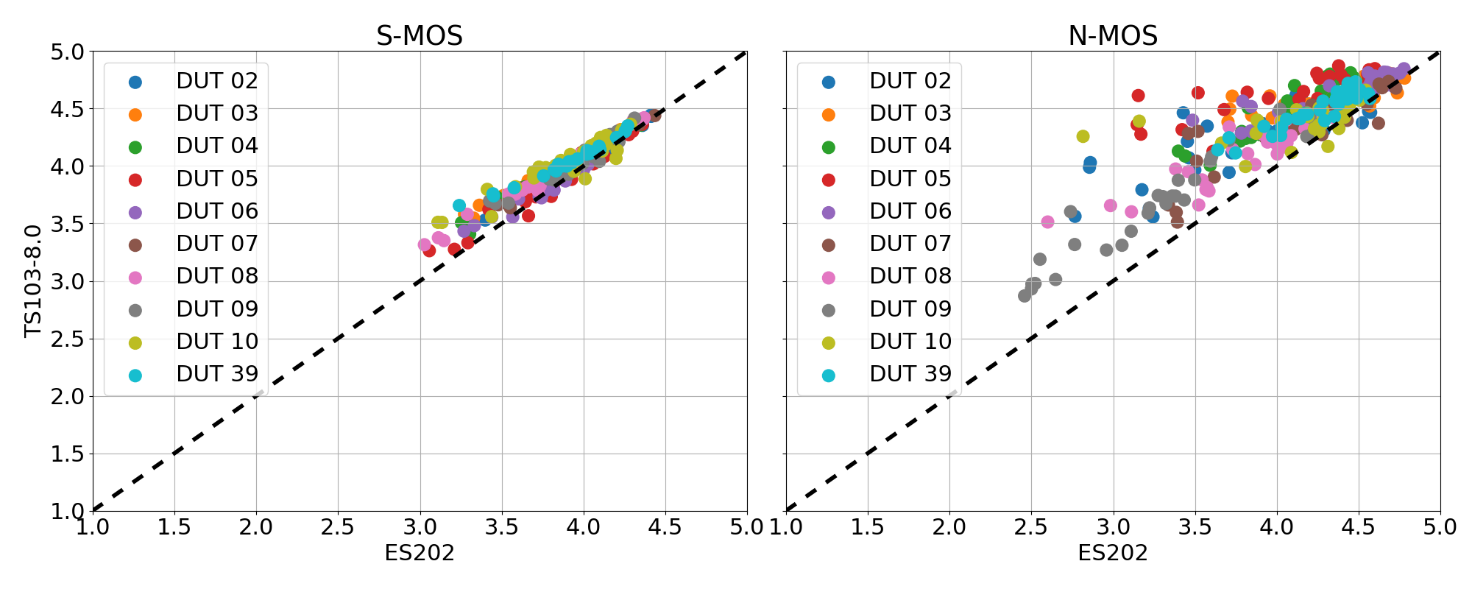 S-MOS
N-MOS
TS103-8.0
5.0
4.5
4.0
3.5
3.0
2.5
2.0
1.5
1.0
DUT 02
DUT 03
DUT 04
DUT 05
DUT 06
DUT 07
DUT 08
DUT 09
DUT 10
DUT 39
1.0 1.5 2.0 2.5 3.0 3.5 4.0 4.5 5.0
ES202
DUT 02
DUT 03
DUT 04
DUT 05
DUT 06
DUT 07
DUT 08
DUT 09
DUT 10
DUT 39
1.0 1.5 2.0 2.5 3.0 3.5 4.0 4.5 5.0
ES202